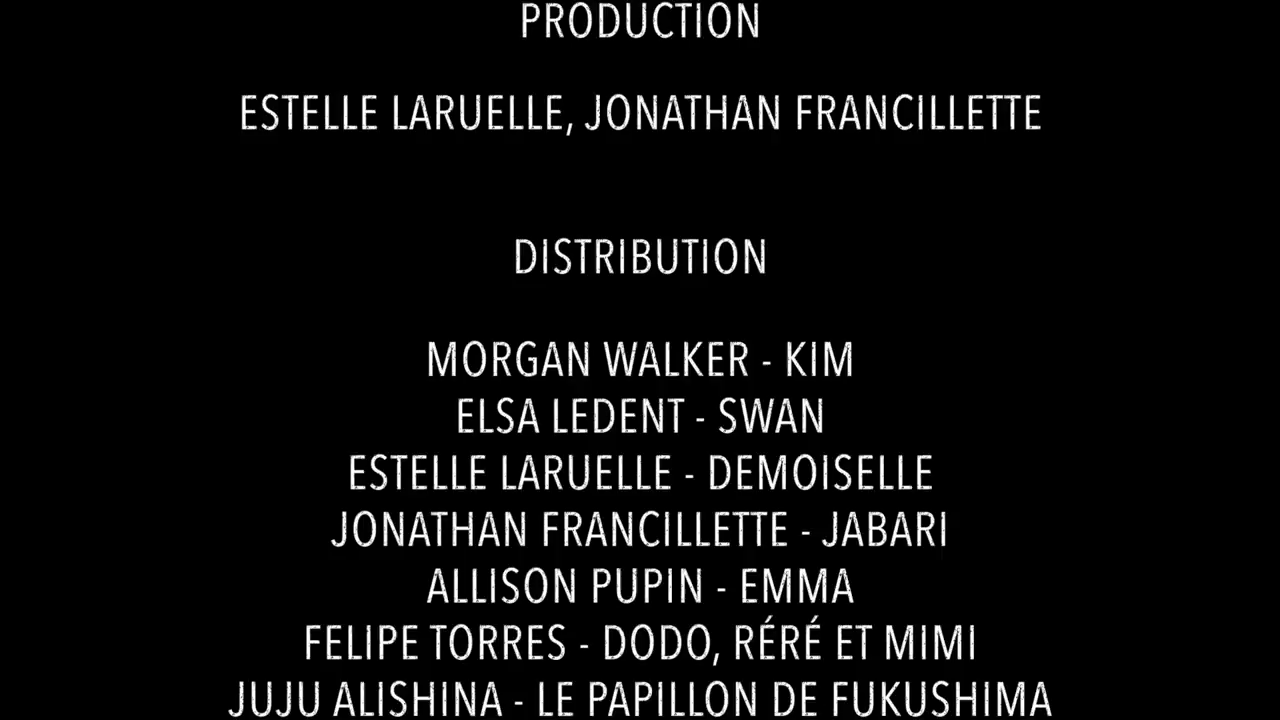 PRODUCTION
ESTELLE LARUELLE, JONATHAN FRANCILLETTE
DISTRIBUTION
MORGAN WALKER - KIM
ELSA LEDENT - SWAN
ESTELLE LARUELLE - DEMOISELLE
JONATHAN FRANCILLETTE - JABARI
ALLISON PUPIN - EMMA
FELIPE TORRES - DODO, RÉRÉ ET MIMI
JUJU ALISHINA - LE PAPILLON DE FUKUSHIMA